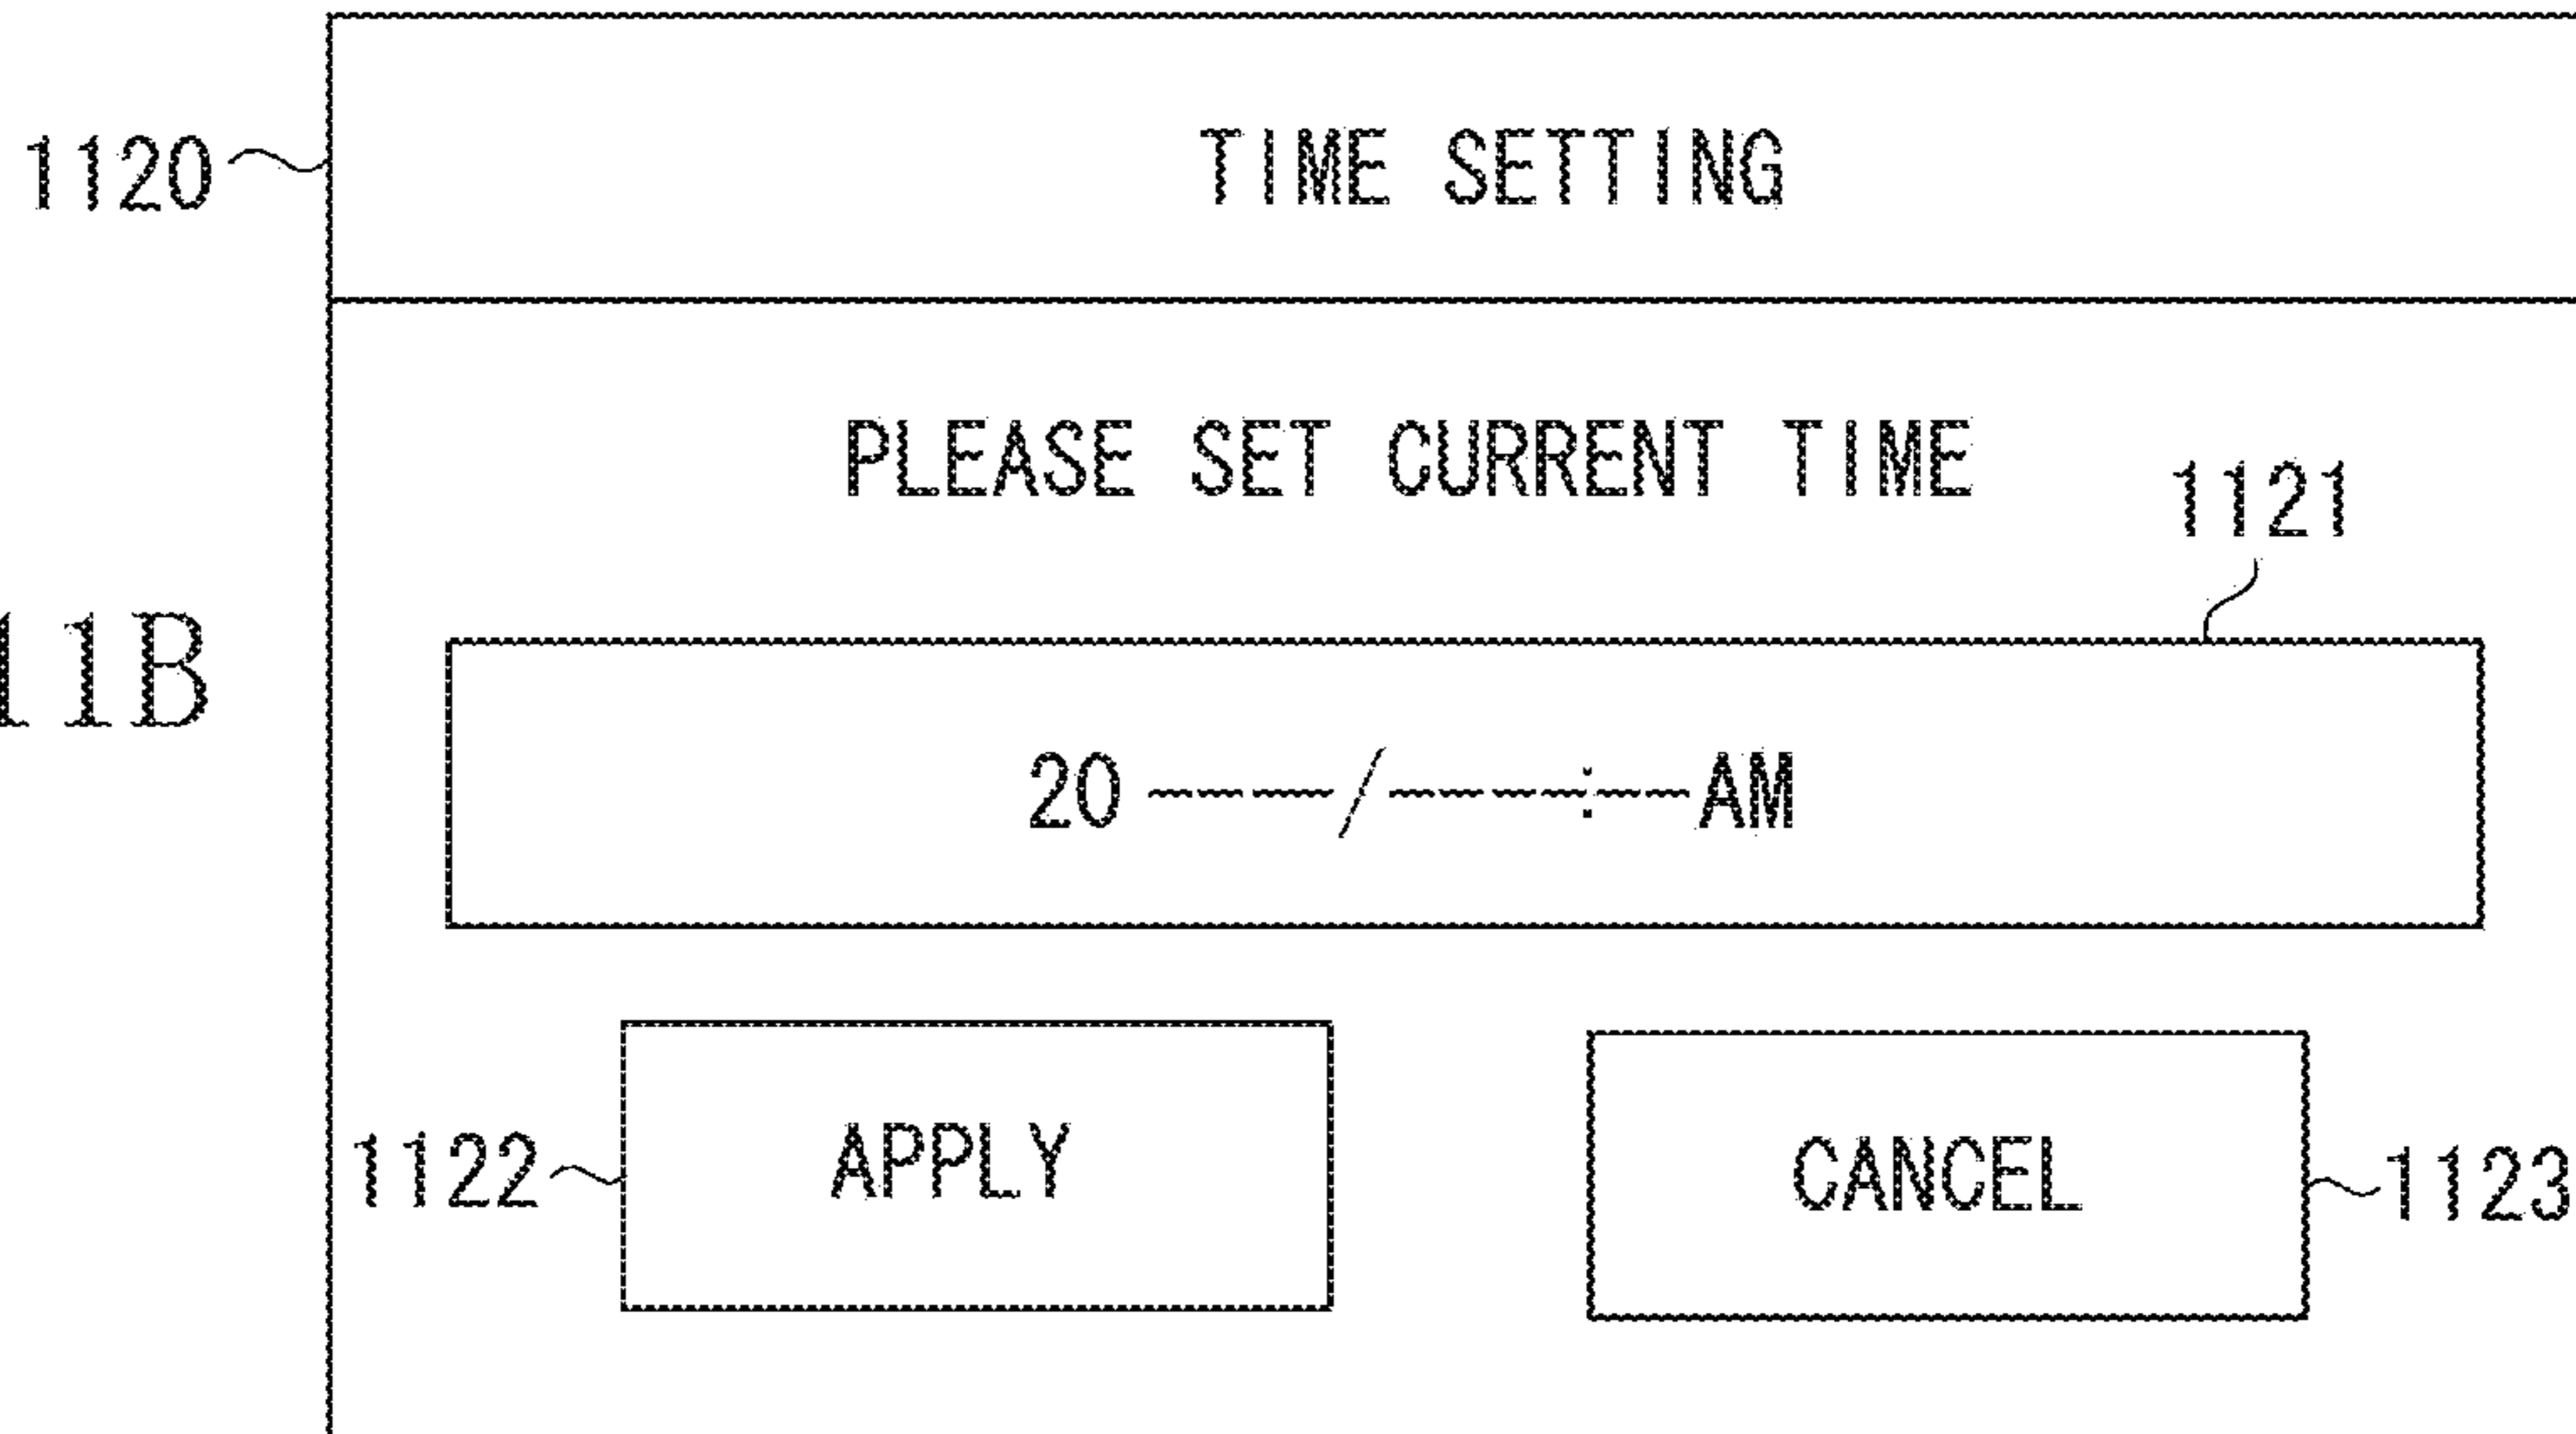 1120
TIME SETTING
PLEASE SET CURRENT TIME
1121
11B
20 ----/----:--AM
1122
APPLY
CANCEL
1123